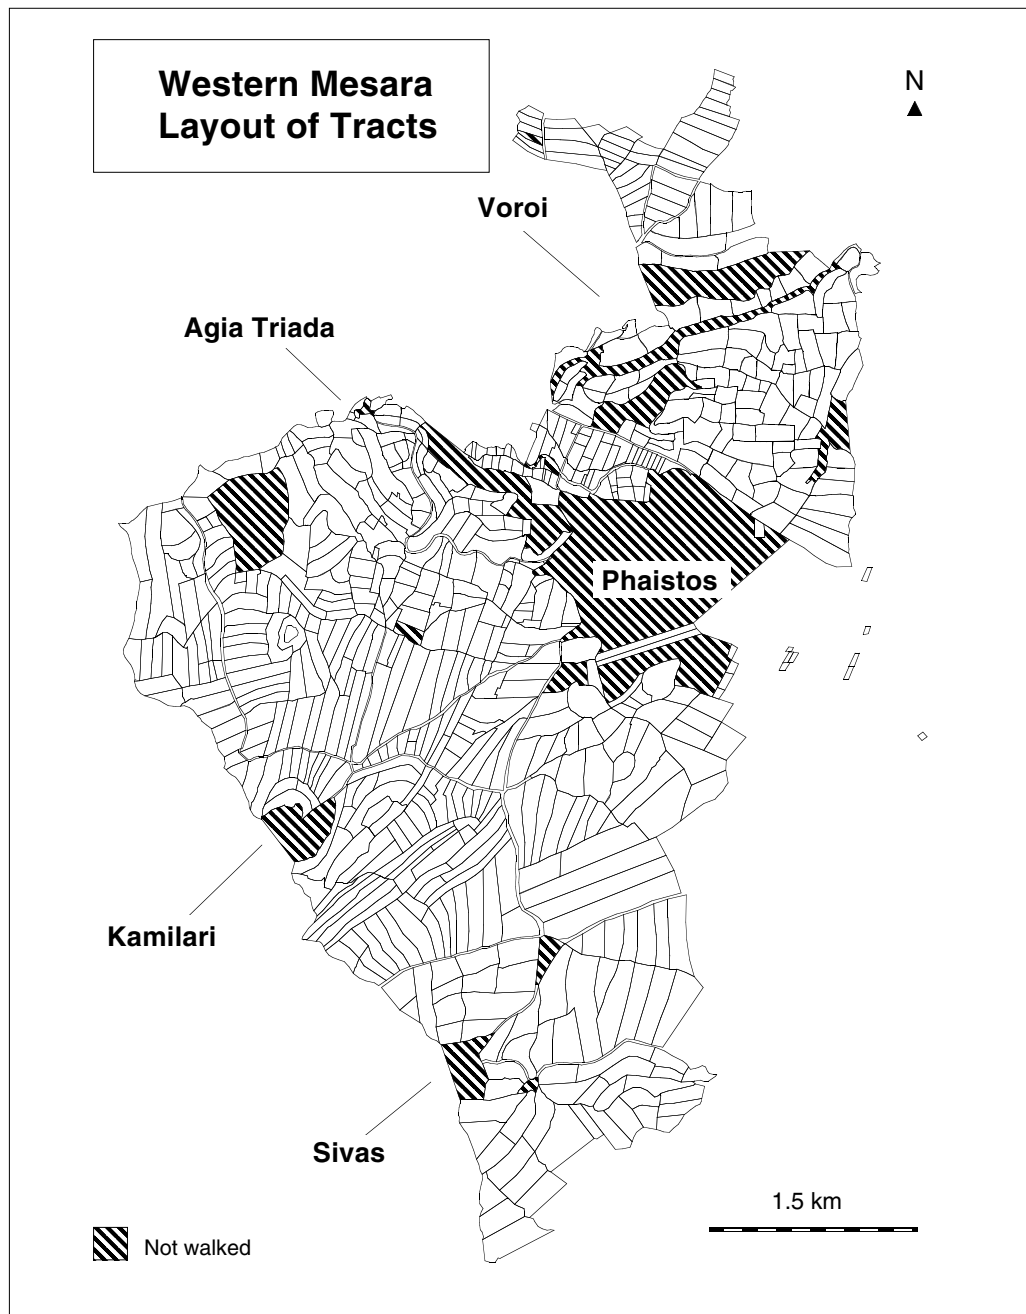 Western Mesara
Layout of Tracts
N
Voroi
Agia Triada
Phaistos
Kamilari
Sivas
1.5 km
Not walked